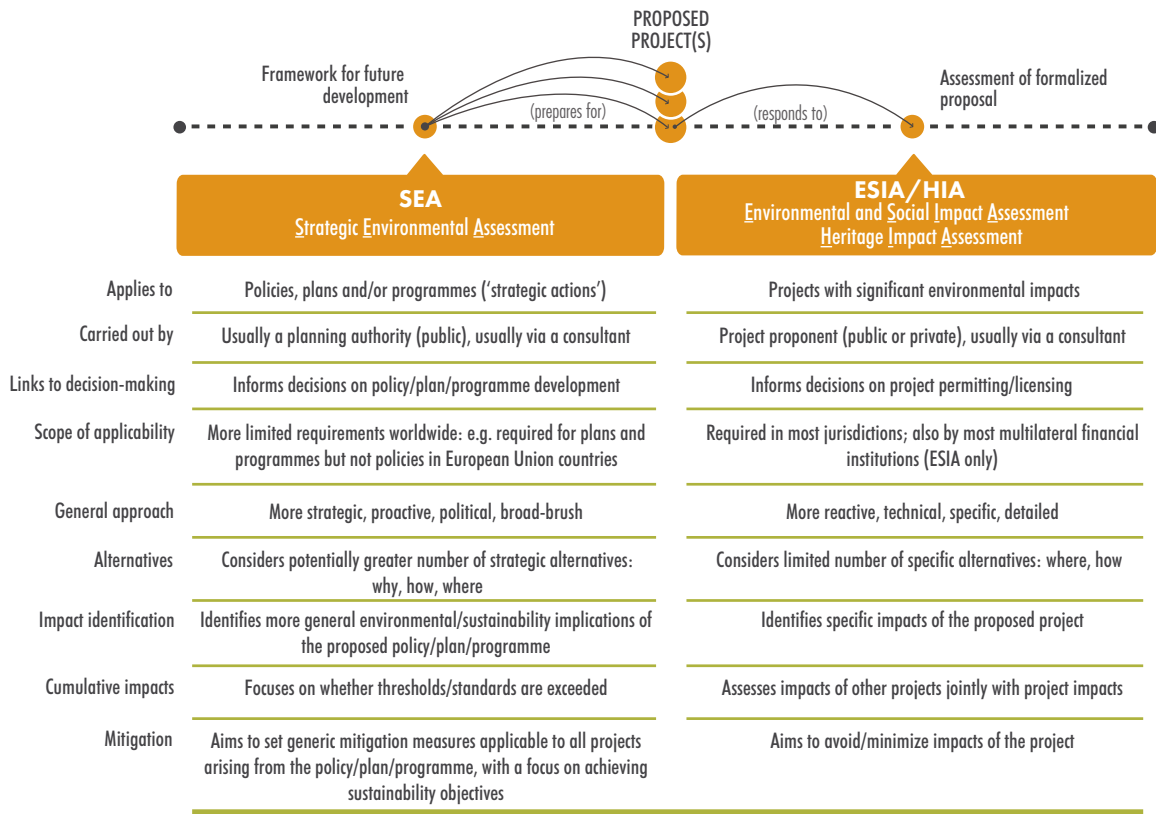 PROPOSED
PROJECT(S)
Framework for future
development
Assessment of formalized
proposal
(prepares for)
(responds to)
SEA
Strategic Environmental Assessment
ESIA/HIA
Environmental and Social Impact Assessment
Heritage Impact Assessment
Applies to
Policies, plans and/or programmes (‘strategic actions’)
Projects with significant environmental impacts
Carried out by
Usually a planning authority (public), usually via a consultant
Project proponent (public or private), usually via a consultant
Links to decision-making
Informs decisions on policy/plan/programme development
Informs decisions on project permitting/licensing
Scope of applicability
More limited requirements worldwide: e.g. required for plans and
programmes but not policies in European Union countries
Required in most jurisdictions; also by most multilateral financial
institutions (ESIA only)
General approach
More strategic, proactive, political, broad-brush
More reactive, technical, specific, detailed
Alternatives
Considers potentially greater number of strategic alternatives:
why, how, where
Considers limited number of specific alternatives: where, how
Impact identification
Identifies more general environmental/sustainability implications of
the proposed policy/plan/programme
Identifies specific impacts of the proposed project
Cumulative impacts
Focuses on whether thresholds/standards are exceeded
Assesses impacts of other projects jointly with project impacts
Mitigation
Aims to set generic mitigation measures applicable to all projects
arising from the policy/plan/programme, with a focus on achieving
sustainability objectives
Aims to avoid/minimize impacts of the project